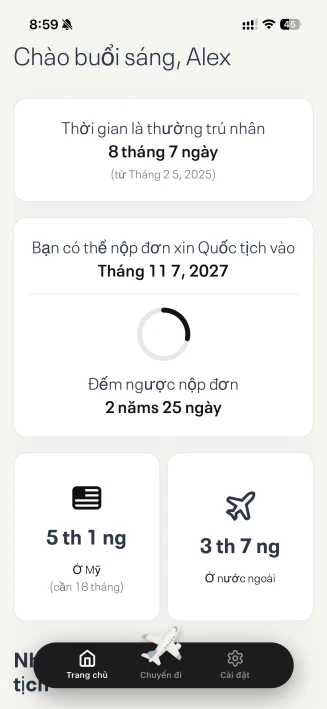 8:59
45
Chào buổi sáng, Alex
Thời gian là thường trú nhân
8 tháng 7 ngày
(từ Tháng 2 5, 2025)
Bạn có thể nộp đơn xin Quốc tịch vào
Tháng 11 7, 2027
Đếm ngược nộp đơn
2 năms 25 ngày
5 th 1 ng
Ở Mỹ
(cần 18 tháng)
3 th 7 ng
Ở nước ngoài
tịch
Trang chủ
Chuyến đi
Cài đặt